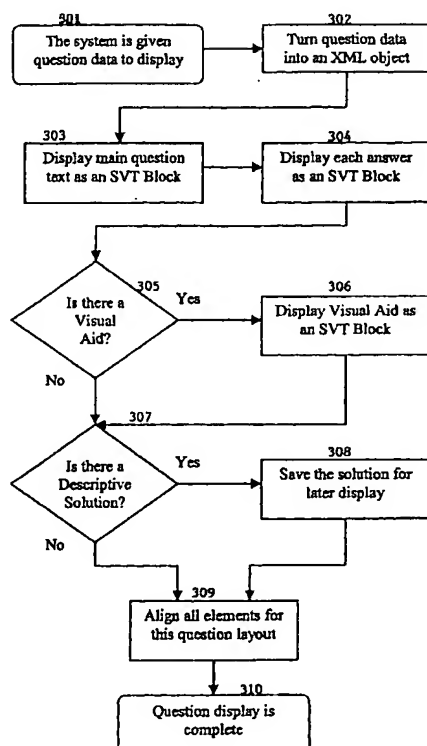 301
The system is given
question data to display
302
Turn question data
into an XML object
303
Display main question
text as an SVT Block
304
Display each answer
as an SVT Block
305
Is there a
Visual
Aid?
Yes
306
Display Visual Aid as
an SVT Block
No
307
Is there a
Descriptive
Solution?
Yes
308
Save the solution for
later display
No
309
Align all elements for
this question layout
310
Question display is
complete